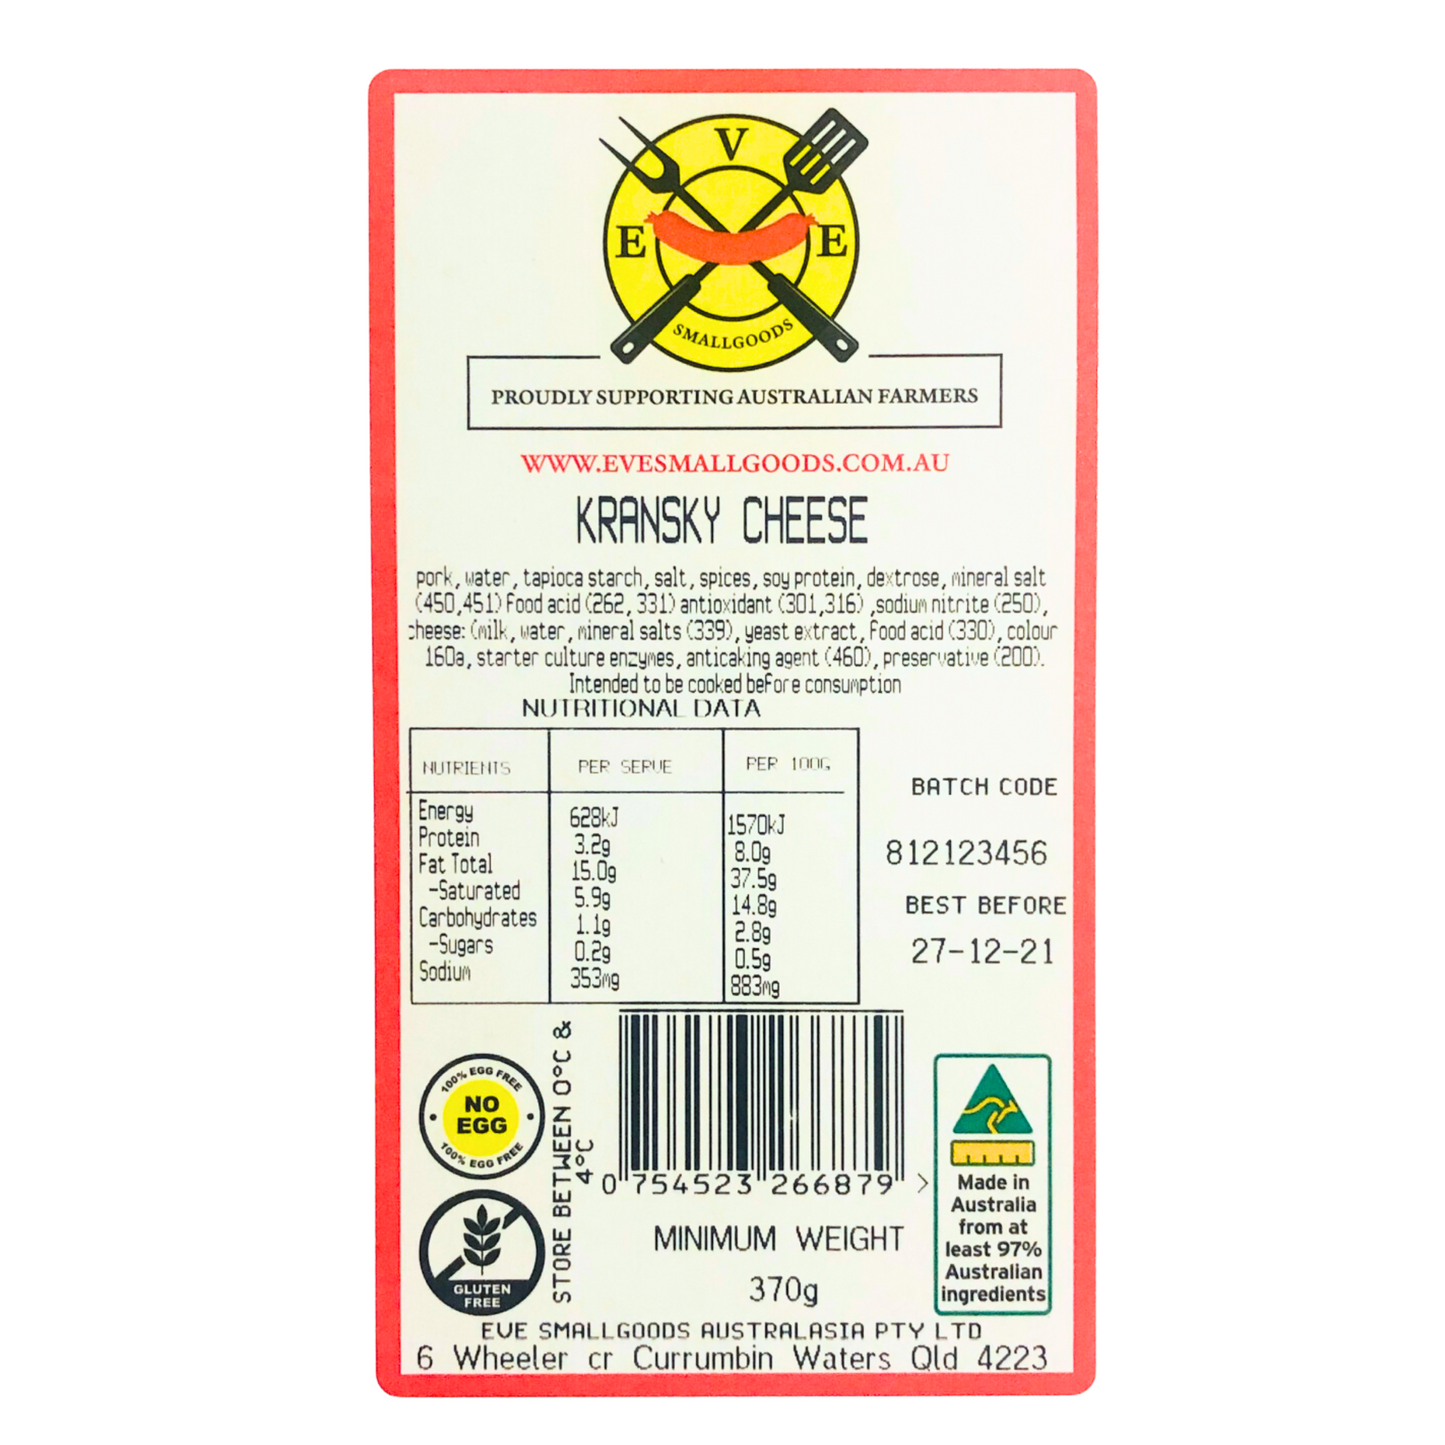 V
E E
SMALLGOODS
PROUDLY SUPPORTING AUSTRALIAN FARMERS
WWW.EVESMALLGOODS.COM.AU
KRANSKY CHEESE
pork, water, tapioca starch, salt, spices, soy protein, dextrose, mineral salt
(450,451) Food acid (262, 331) antioxidant (301,316) ,sodium nitrite (250),
cheese: (milk, water, mineral salts (339), yeast extract, Food acid (330), colour
160a, starter culture enzymes, anticaking agent (460), preservative (200).
Intended to be cooked beFore consumption
NUTRITIONAL DATA
NUTRIENTS PER SERVE PER 100G
Energy 628kJ 1570kJ
Protein 3.2g 8.0g
Fat Total 15.0g 37.5g
-Saturated 5.9g 14.8g
Carbohydrates 1.1g 2.8g
-Sugars 0.2g 0.5g
Sodium 353mg 883mg
BATCH CODE
812123456
BEST BEFORE
27-12-21
100% EGG FREE
NO
EGG
100% EGG FREE
GLUTEN
FREE
STORE BETWEEN 0°C &
4°C
0 754523 266879 >
MINIMUM WEIGHT
370g
Made in
Australia
from at
least 97%
Australian
ingredients
EVE SMALLGOODS AUSTRALASIA PTY LTD
6 Wheeler cr Currumbin Waters Qld 4223